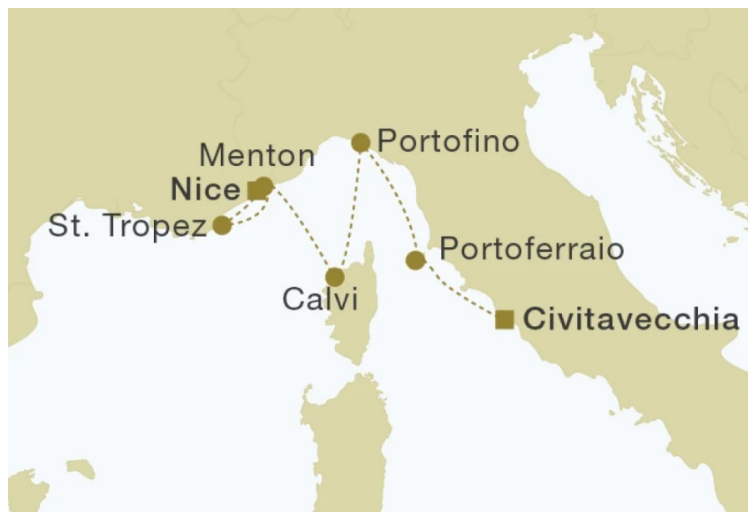 Portofino
Menton
Nice
St. Tropez
Portoferraio
Calvi
Civitavecchia